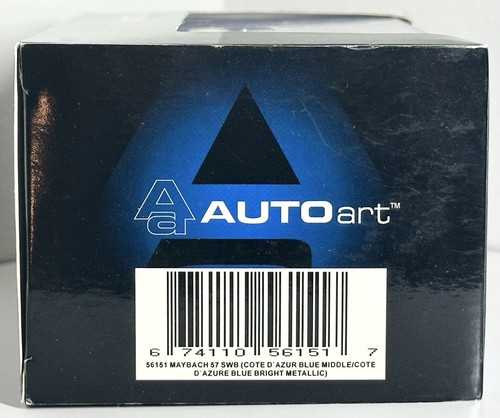 Aa AUTOart™
6 74110 56151 7
56151 MAYBACH 57 SWB (COTE D`AZUR BLUE MIDDLE/COTE
D`AZURE BLUE BRIGHT METALLIC)